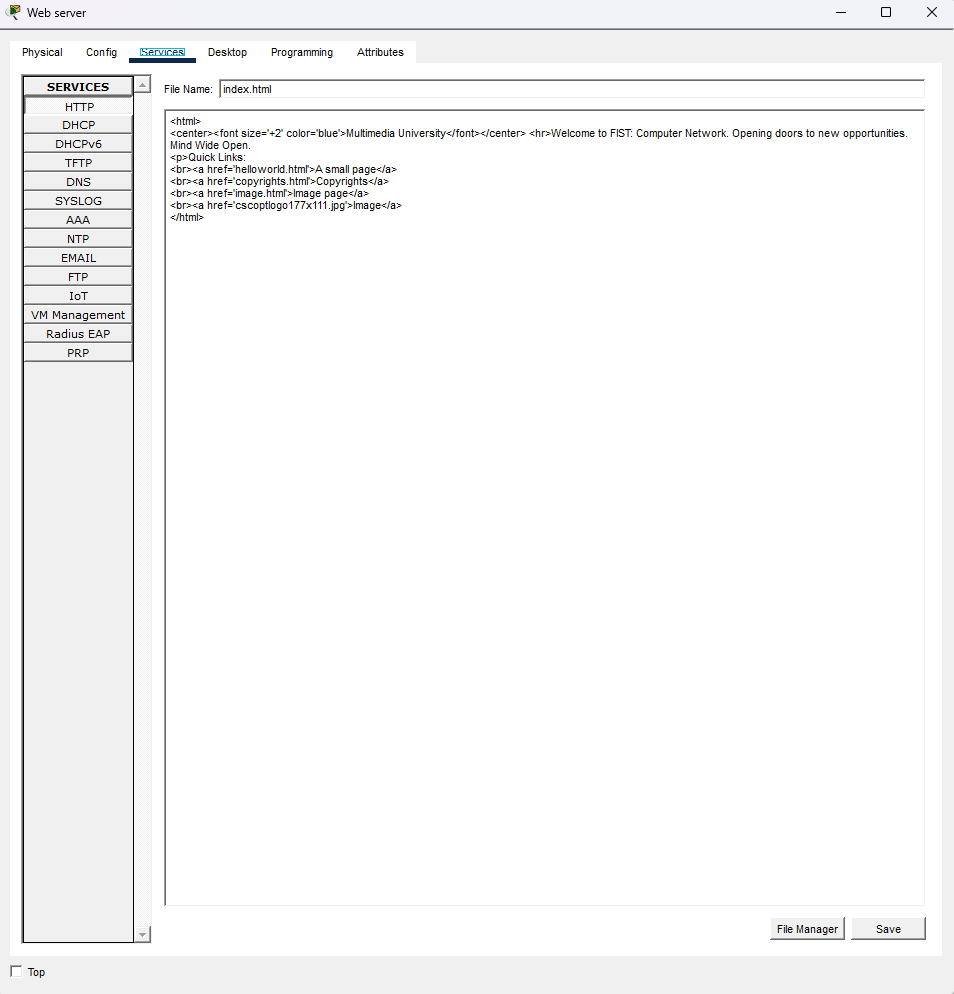 Web server
Physical Config Services Desktop Programming Attributes
SERVICES
HTTP
DHCP
DHCPv6
TFTP
DNS
SYSLOG
AAA
NTP
EMAIL
FTP
IoT
VM Management
Radius EAP
PRP
File Name: index.html
<html>
<center><font size='+2' color='blue'>Multimedia University</font></center> <hr>Welcome to FIST: Computer Network. Opening doors to new opportunities.
Mind Wide Open.
<p>Quick Links:
<br><a href='helloworld.html'>A small page</a>
<br><a href='copyrights.html'>Copyrights</a>
<br><a href='image.html'>Image page</a>
<br><a href='cscoptlogo177x111.jpg'>Image</a>
</html>
File Manager Save
Top